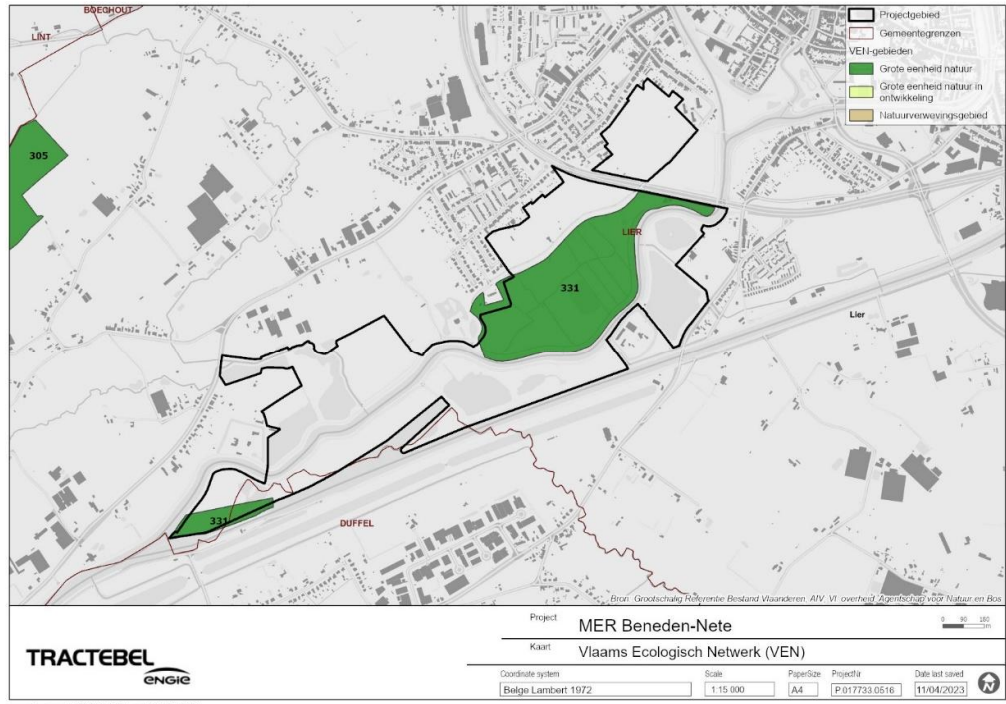 BOECHOUT
LINT
Projectgebied
Gemeentegrenzen
VEN-gebieden
Grote eenheid natuur
Grote eenheid natuur in
ontwikkeling
Natuurverwevingsgebied
305
LIER
331
Lier
331
DUFFEL
Bron: Grootschalig Referentie Bestand Vlaanderen, AIV, Vl. overheid, Agentschap voor Natuur en Bos
Project MER Beneden-Nete
0 90 180
m
Kaart Vlaams Ecologisch Netwerk (VEN)
TRACTEBEL
ENGIE
Coordinate system Scale PaperSize ProjectNr Date last saved
Belge Lambert 1972 1:15 000 A4 P.017733.0516 11/04/2023
N